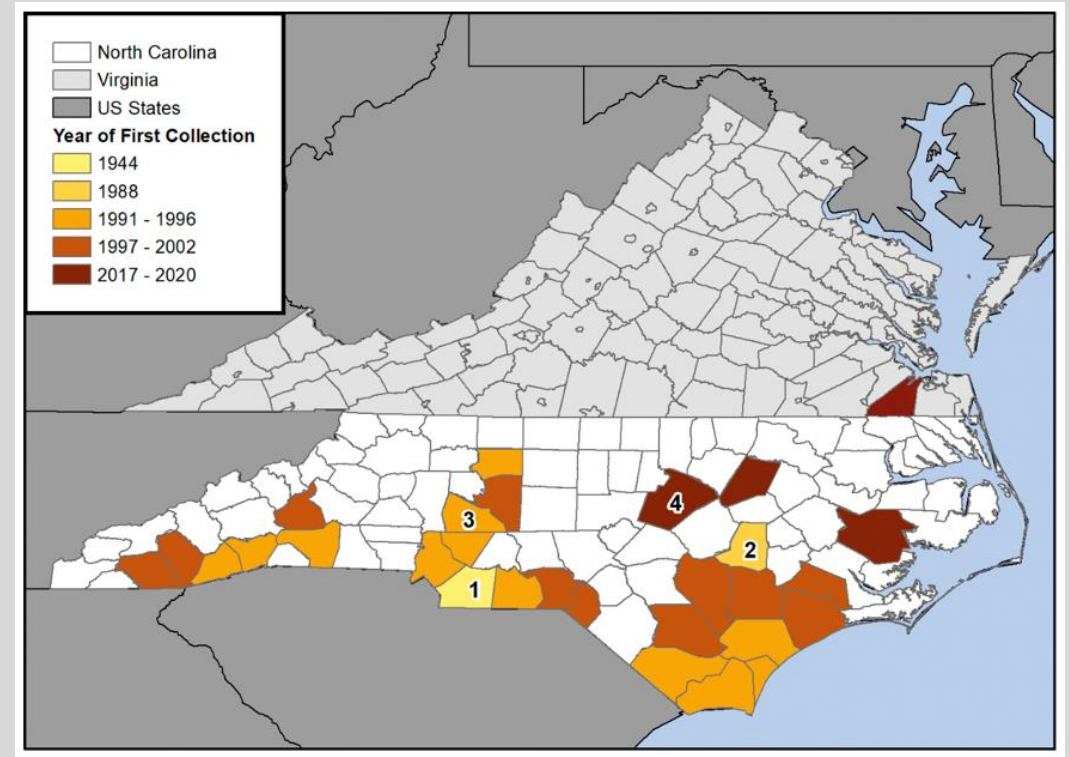 North Carolina
Virginia
US States
Year of First Collection
1944
1988
1991 - 1996
1997 - 2002
2017 - 2020
4
3
2
1